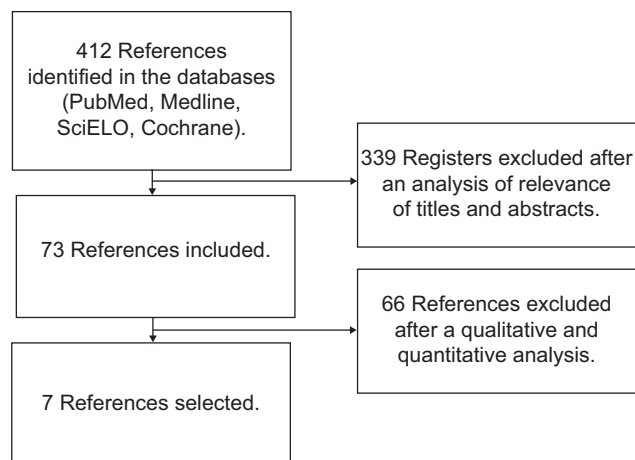 412 References
identified in the databases
(PubMed, Medline,
SciELO, Cochrane).
339 Registers excluded after
an analysis of relevance
of titles and abstracts.
73 References included.
66 References excluded
after a qualitative and
quantitative analysis.
7 References selected.